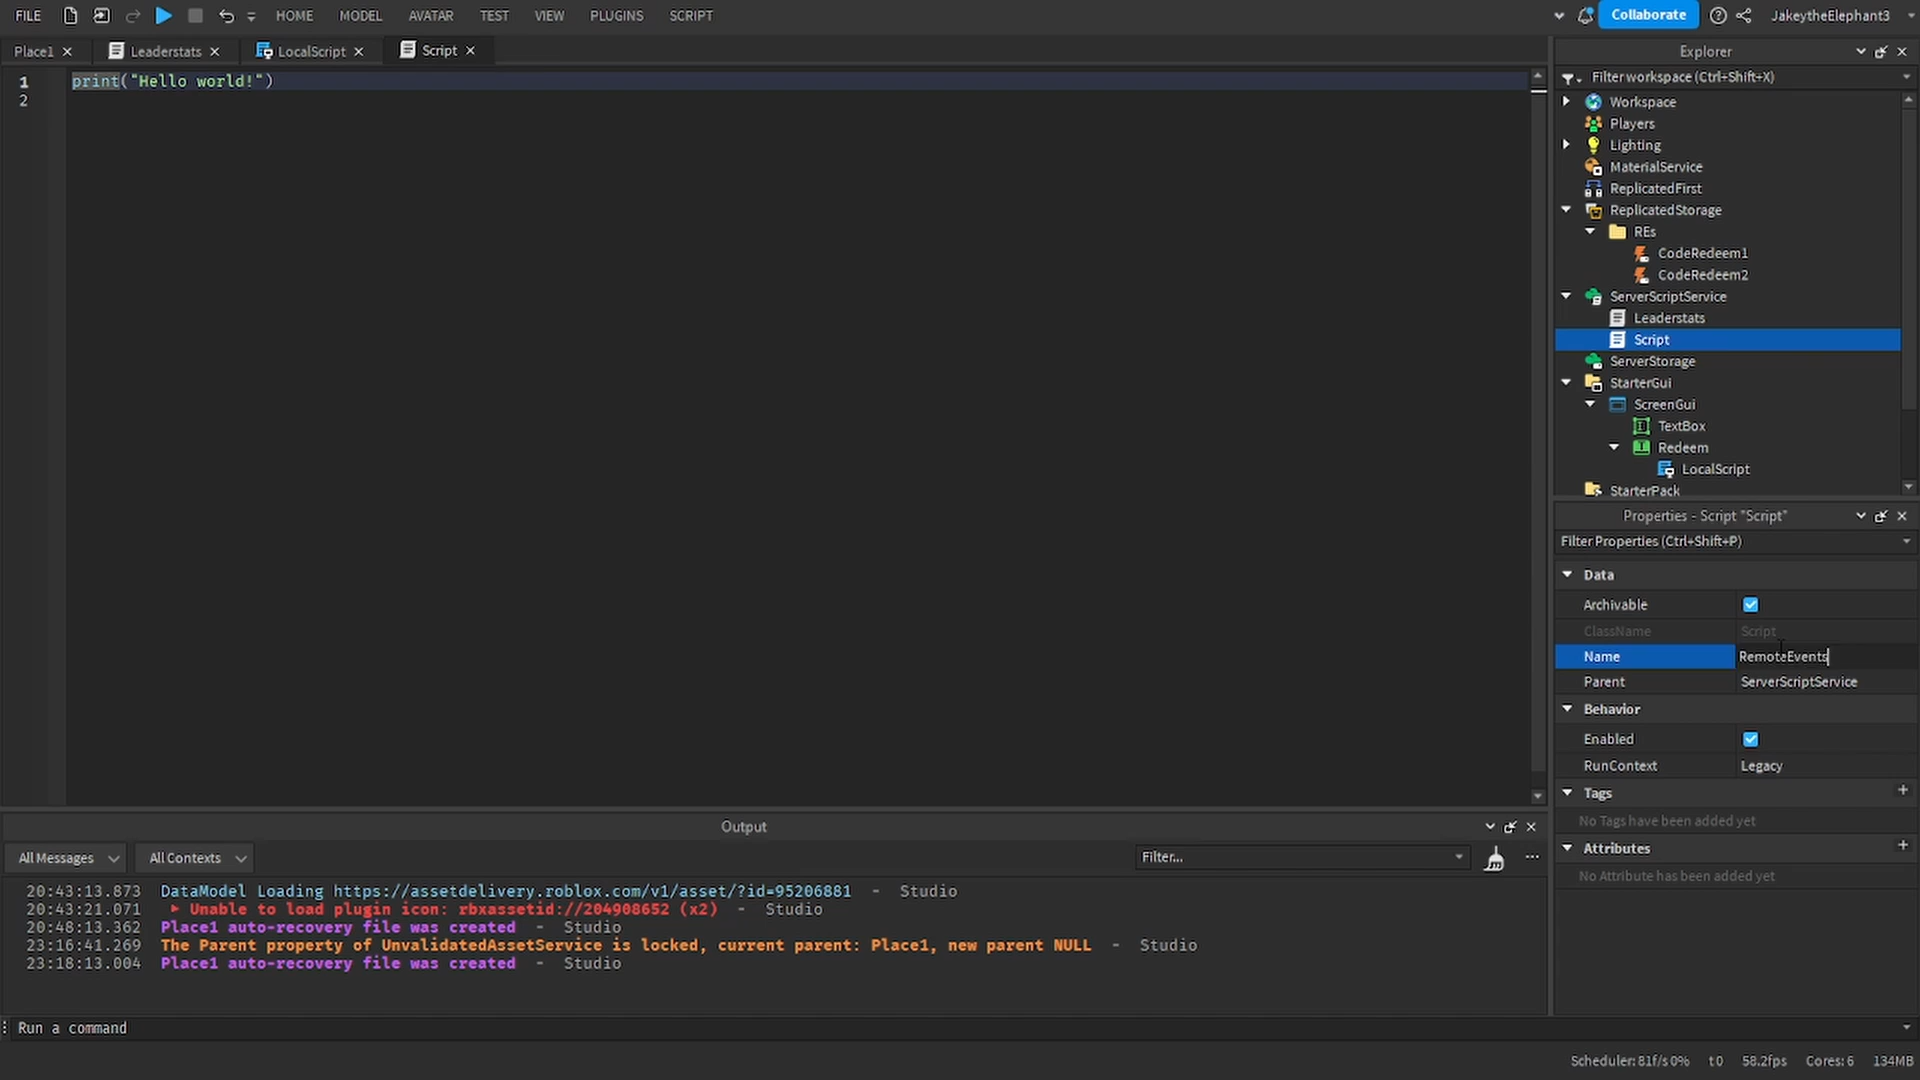 FILE HOME MODEL AVATAR TEST VIEW PLUGINS SCRIPT Collaborate JakeytheElephant3
Place1 Leaderstats LocalScript Script
1 print("Hello world!")
2
Explorer
Filter workspace (Ctrl+Shift+X)
Workspace
Players
Lighting
MaterialService
ReplicatedFirst
ReplicatedStorage
REs
CodeRedeem1
CodeRedeem2
ServerScriptService
Leaderstats
Script
ServerStorage
StarterGui
ScreenGui
TextBox
Redeem
LocalScript
StarterPack
Properties - Script "Script"
Filter Properties (Ctrl+Shift+P)
Data
Archivable
ClassName Script
Name RemoteEvents
Parent ServerScriptService
Behavior
Enabled
RunContext Legacy
Tags +
No Tags have been added yet
Attributes +
No Attribute has been added yet
Output
All Messages All Contexts Filter... ...
20:43:13.873 DataModel Loading https://assetdelivery.roblox.com/v1/asset/?id=95206881 - Studio
20:43:21.071 Unable to load plugin icon: rbxassetid://204908652 (x2) - Studio
20:48:13.362 Place1 auto-recovery file was created - Studio
23:16:41.269 The Parent property of UnvalidatedAssetService is locked, current parent: Place1, new parent NULL - Studio
23:18:13.004 Place1 auto-recovery file was created - Studio
Run a command
Scheduler: 81f/s 0% t0 58.2fps Cores: 6 134MB